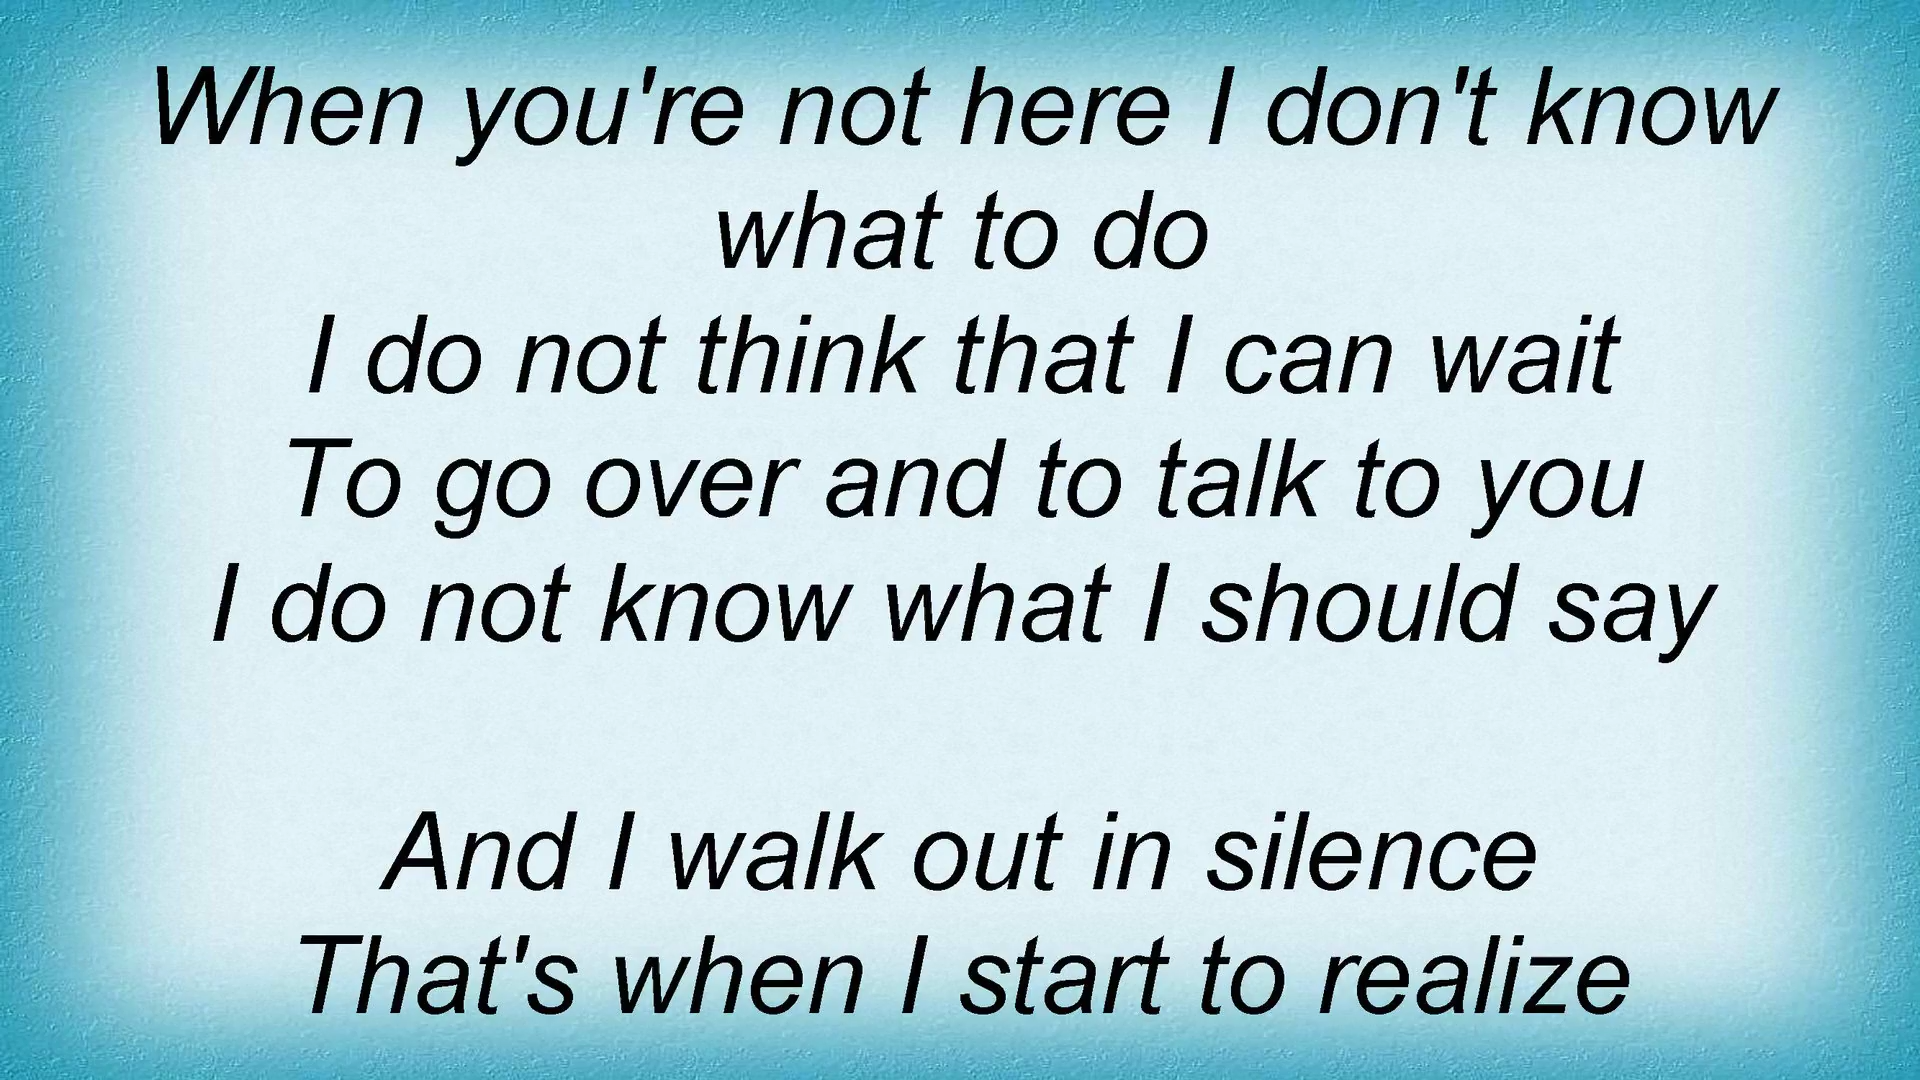 When you're not here I don't know
what to do
I do not think that I can wait
To go over and to talk to you
I do not know what I should say
And I walk out in silence
That's when I start to realize